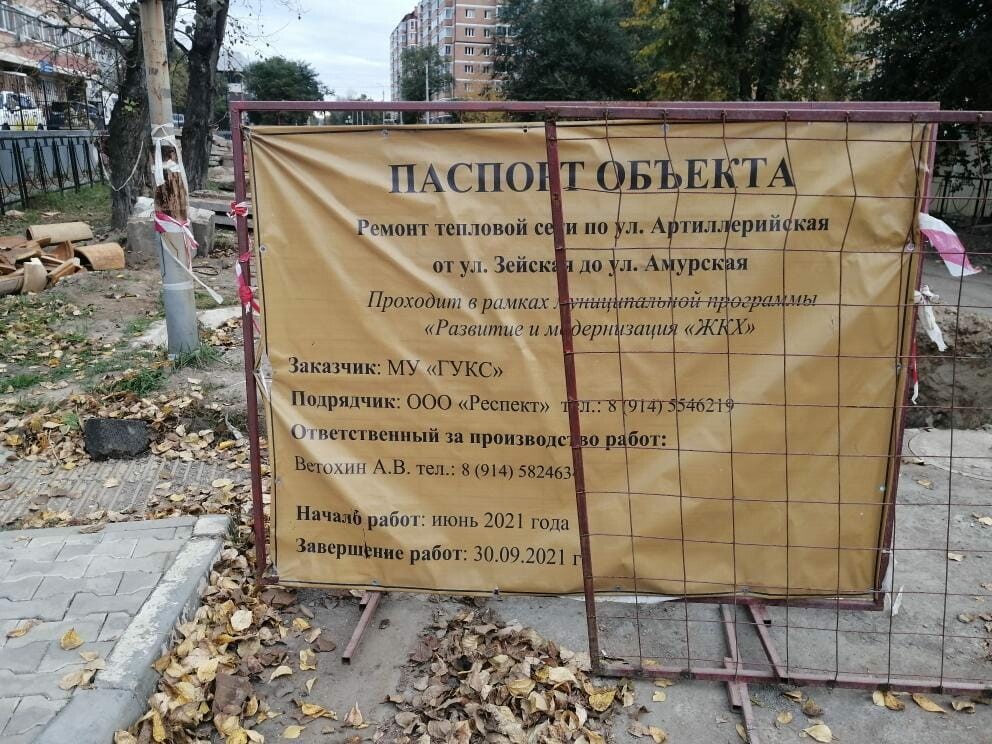 ПАСПОРТ ОБЪЕКТА
Ремонт тепловой сети по ул. Артиллерийская
от ул. Зейская до ул. Амурская
Проходит в рамках муниципальной программы
«Развитие и модернизация «ЖКХ»
Заказчик: МУ «ГУКС»
Подрядчик: ООО «Респект» тел.: 8 (914) 5546219
Ответственный за производство работ:
Ветохин А.В. тел.: 8 (914) 582463
Начало работ: июнь 2021 года
Завершение работ: 30.09.2021 г